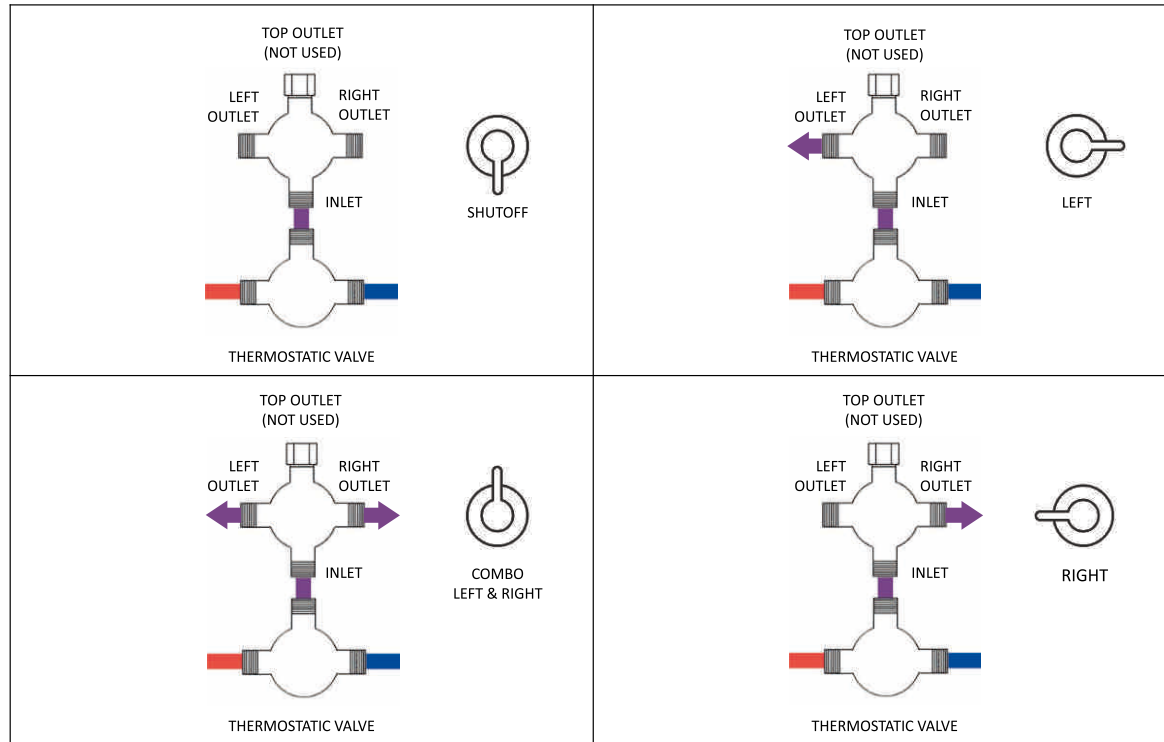 TOP OUTLET
(NOT USED)
LEFT
OUTLET
RIGHT
OUTLET
INLET
SHUTOFF
THERMOSTATIC VALVE
TOP OUTLET
(NOT USED)
LEFT
OUTLET
RIGHT
OUTLET
INLET
LEFT
THERMOSTATIC VALVE
TOP OUTLET
(NOT USED)
LEFT
OUTLET
RIGHT
OUTLET
INLET
COMBO
LEFT & RIGHT
THERMOSTATIC VALVE
TOP OUTLET
(NOT USED)
LEFT
OUTLET
RIGHT
OUTLET
INLET
RIGHT
THERMOSTATIC VALVE